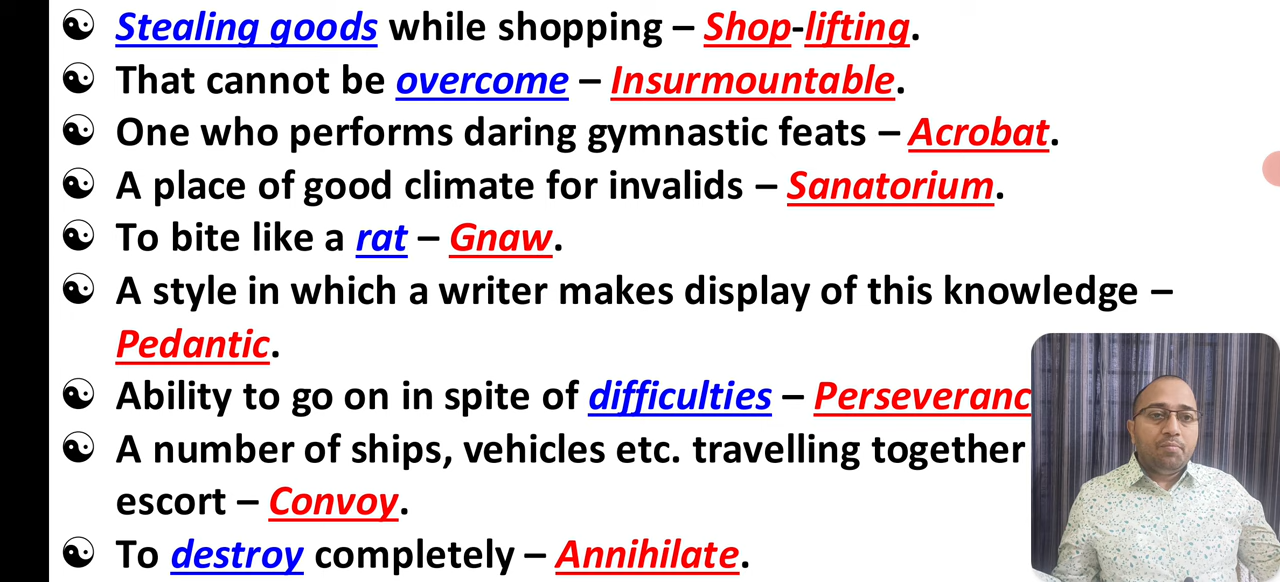 Stealing goods while shopping – Shop-lifting.
That cannot be overcome – Insurmountable.
One who performs daring gymnastic feats – Acrobat.
A place of good climate for invalids – Sanatorium.
To bite like a rat – Gnaw.
A style in which a writer makes display of this knowledge –
Pedantic.
Ability to go on in spite of difficulties – Perseveranc
A number of ships, vehicles etc. travelling together
escort – Convoy.
To destroy completely – Annihilate.